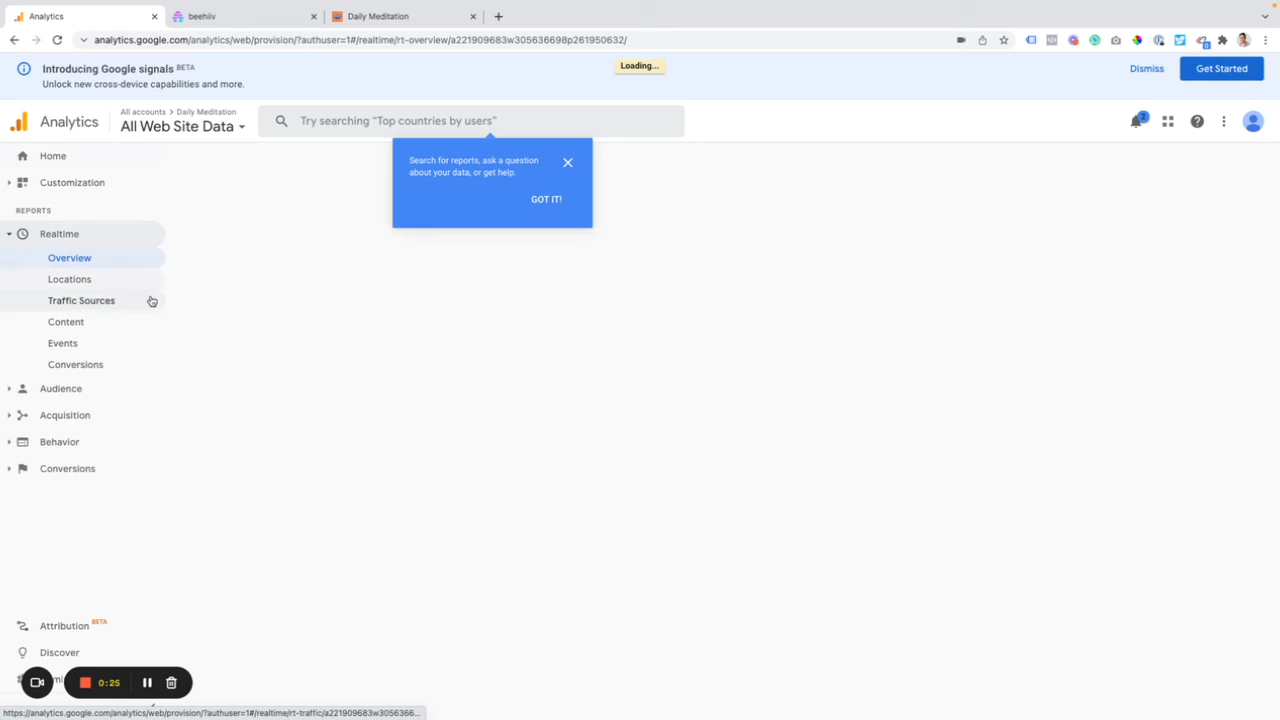 Analytics
beehiiv
Daily Meditation
analytics.google.com/analytics/web/provision/?authuser=1#/realtime/rt-overview/a221909683w305636698p261950632/
Introducing Google signals BETA
Unlock new cross-device capabilities and more.
Loading...
Dismiss
Get Started
Analytics
All accounts > Daily Meditation
All Web Site Data
Try searching “Top countries by users”
2
Search for reports, ask a question
about your data, or get help.
GOT IT!
Home
Customization
REPORTS
Realtime
Overview
Locations
Traffic Sources
Content
Events
Conversions
Audience
Acquisition
Behavior
Conversions
Attribution BETA
Discover
0:25
https://analytics.google.com/analytics/web/provision/?authuser=1#/realtime/rt-traffic/a221909683w3056366...